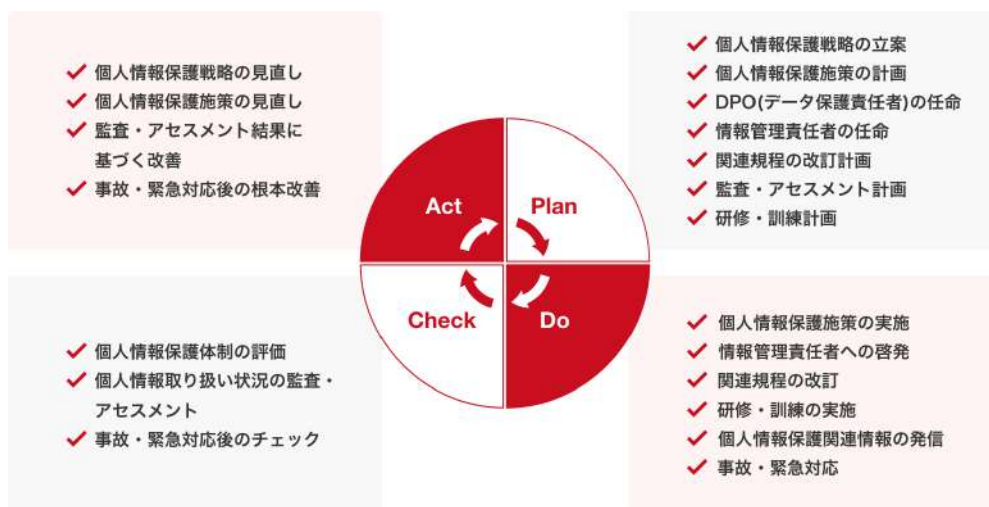 個人情報保護戦略の見直し
個人情報保護施策の見直し
監査・アセスメント結果に
基づく改善
事故・緊急対応後の根本改善
個人情報保護戦略の立案
個人情報保護施策の計画
DPO(データ保護責任者)の任命
情報管理責任者の任命
関連規程の改訂計画
監査・アセスメント計画
研修・訓練計画
Act
Plan
Check
Do
個人情報保護体制の評価
個人情報取り扱い状況の監査・
アセスメント
事故・緊急対応後のチェック
個人情報保護施策の実施
情報管理責任者への啓発
関連規程の改訂
研修・訓練の実施
個人情報保護関連情報の発信
事故・緊急対応